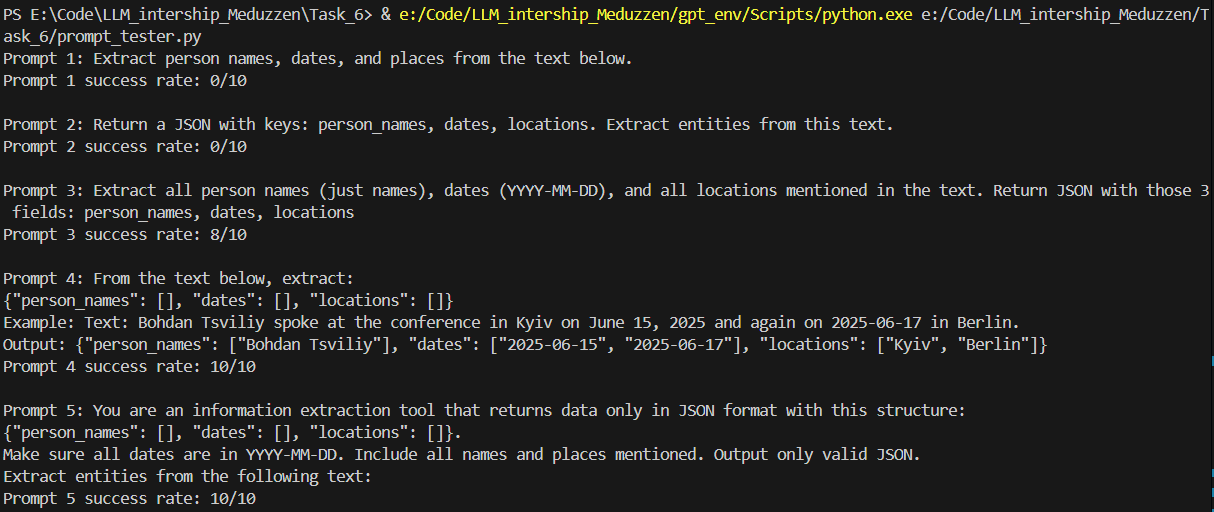 PS E:\Code\LLM_intership_Meduzzen\Task_6> & e:/Code/LLM_intership_Meduzzen/gpt_env/Scripts/python.exe e:/Code/LLM_intership_Meduzzen/T
ask_6/prompt_tester.py
Prompt 1: Extract person names, dates, and places from the text below.
Prompt 1 success rate: 0/10
Prompt 2: Return a JSON with keys: person_names, dates, locations. Extract entities from this text.
Prompt 2 success rate: 0/10
Prompt 3: Extract all person names (just names), dates (YYYY-MM-DD), and all locations mentioned in the text. Return JSON with those 3
 fields: person_names, dates, locations
Prompt 3 success rate: 8/10
Prompt 4: From the text below, extract:
{"person_names": [], "dates": [], "locations": []}
Example: Text: Bohdan Tsviliy spoke at the conference in Kyiv on June 15, 2025 and again on 2025-06-17 in Berlin.
Output: {"person_names": ["Bohdan Tsviliy"], "dates": ["2025-06-15", "2025-06-17"], "locations": ["Kyiv", "Berlin"]}
Prompt 4 success rate: 10/10
Prompt 5: You are an information extraction tool that returns data only in JSON format with this structure:
{"person_names": [], "dates": [], "locations": []}.
Make sure all dates are in YYYY-MM-DD. Include all names and places mentioned. Output only valid JSON.
Extract entities from the following text:
Prompt 5 success rate: 10/10